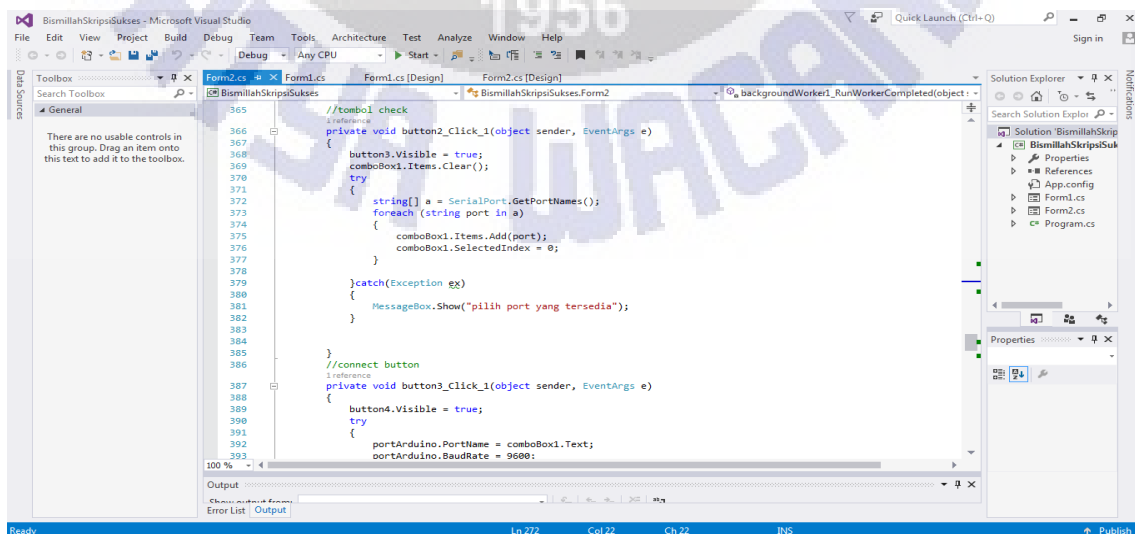 1956
BismillahSkripsiSukses - Microsoft Visual Studio
Quick Launch (Ctrl+Q)
File Edit View Project Build Debug Team Tools Architecture Test Analyze Window Help
Sign in
Debug Any CPU Start
Data Sources
Toolbox
Search Toolbox
General
There are no usable controls in
this group. Drag an item onto
this text to add it to the toolbox.
Form2.cs Form1.cs Form1.cs [Design] Form2.cs [Design]
BismillahSkripsiSukses BismillahSkripsiSukses.Form2 backgroundWorker1_RunWorkerCompleted(object :
365 //tombol check
1 reference
366 private void button2_Click_1(object sender, EventArgs e)
367 {
368 button3.Visible = true;
369 comboBox1.Items.Clear();
370 try
371 {
372 string[] a = SerialPort.GetPortNames();
373 foreach (string port in a)
374 {
375 comboBox1.Items.Add(port);
376 comboBox1.SelectedIndex = 0;
377 }
378
379 }catch(Exception ex)
380 {
381 MessageBox.Show("pilih port yang tersedia");
382 }
383
384
385 }
386 //connect button
1 reference
387 private void button3_Click_1(object sender, EventArgs e)
388 {
389 button4.Visible = true;
390 try
391 {
392 portArduino.PortName = comboBox1.Text;
393 portArduino.BaudRate = 9600;
100 %
Output
Show output from:
Error List Output
Solution Explorer
Search Solution Explor
Solution 'BismillahSkrip
BismillahSkripsiSuk
Properties
References
App.config
Form1.cs
Form2.cs
Program.cs
Properties
Notifications
Ready Ln 272 Col 22 Ch 22 INS Publish
WACANA